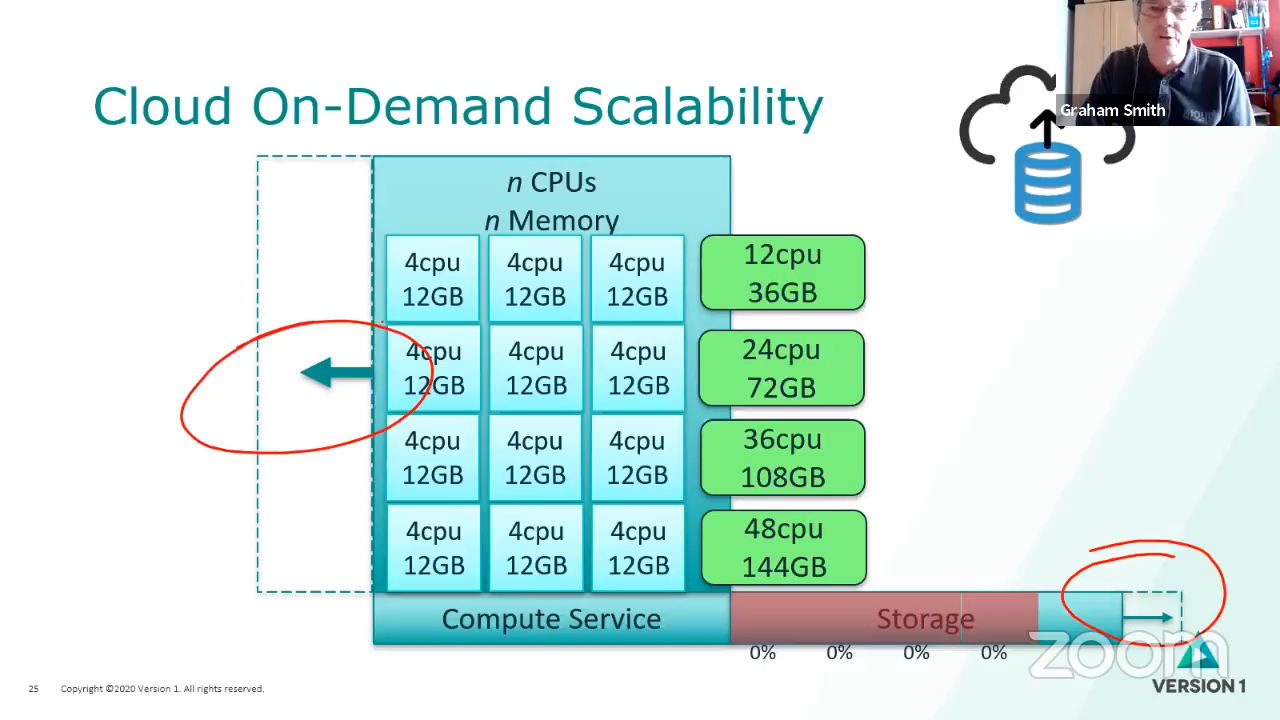 Cloud On-Demand Scalability
Graham Smith
n CPUs
n Memory
4cpu 4cpu 4cpu 12cpu
12GB 12GB 12GB 36GB
4cpu 4cpu 4cpu 24cpu
12GB 12GB 12GB 72GB
4cpu 4cpu 4cpu 36cpu
12GB 12GB 12GB 108GB
4cpu 4cpu 4cpu 48cpu
12GB 12GB 12GB 144GB
Compute Service Storage
0% 0% 0% 0%
zoom
25 Copyright ©2020 Version 1. All rights reserved.
VERSION 1